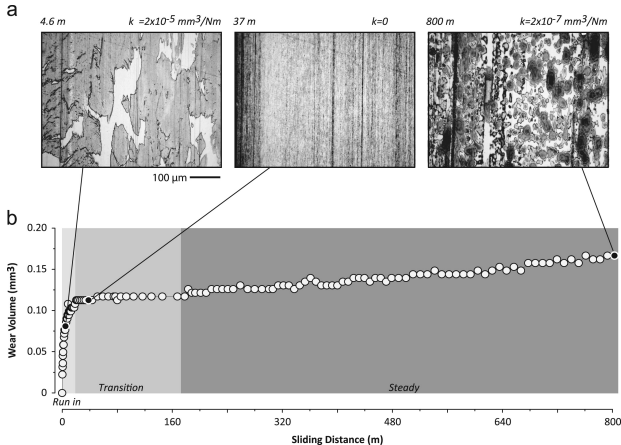 a
4.6 m k =2x10⁻⁵ mm³/Nm 37 m k=0 800 m k=2x10⁻⁷ mm³/Nm
100 µm
b
0.20
0.15
0.10
0.05
0
Wear Volume (mm³)
Transition Steady
Run in
0 160 320 480 640 800
Sliding Distance (m)